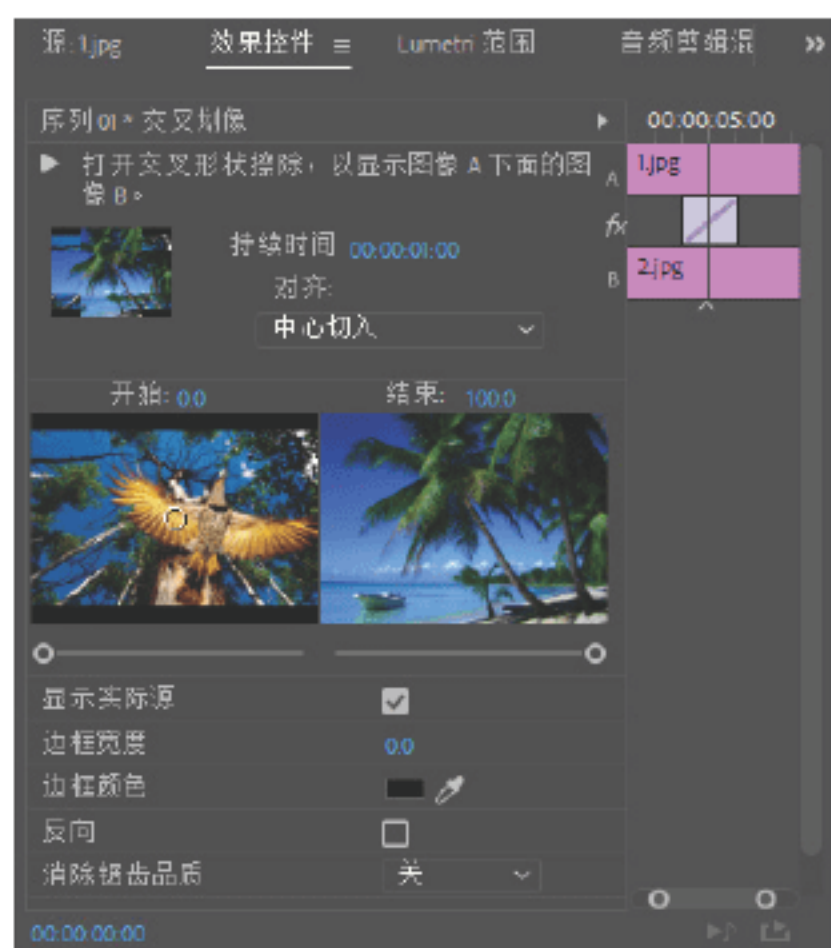 源:1.jpg 效果控件 ≡ Lumetri 范围 音频剪辑混 »
序列 01 * 交叉划像 00:00:05:00
打开交叉形状擦除，以显示图像 A 下面的图
像 B。
A 1.jpg
fx
B 2.jpg
持续时间 00:00:01:00
对齐:
中心切入
开始: 0.0 结束: 100.0
显示实际源
边框宽度 0.0
边框颜色
反向
消除锯齿品质 关
00:00:00:00